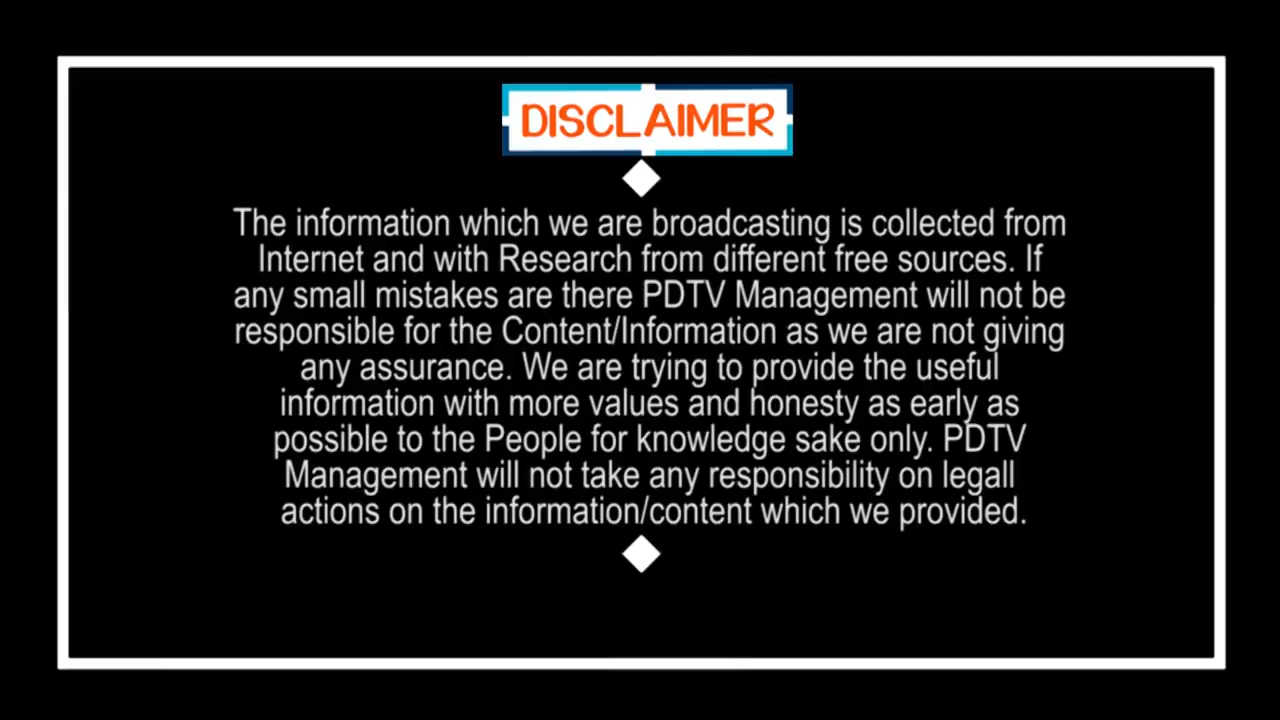 DISCLAIMER
The information which we are broadcasting is collected from
Internet and with Research from different free sources. If
any small mistakes are there PDTV Management will not be
responsible for the Content/Information as we are not giving
any assurance. We are trying to provide the useful
information with more values and honesty as early as
possible to the People for knowledge sake only. PDTV
Management will not take any responsibility on legall
actions on the information/content which we provided.